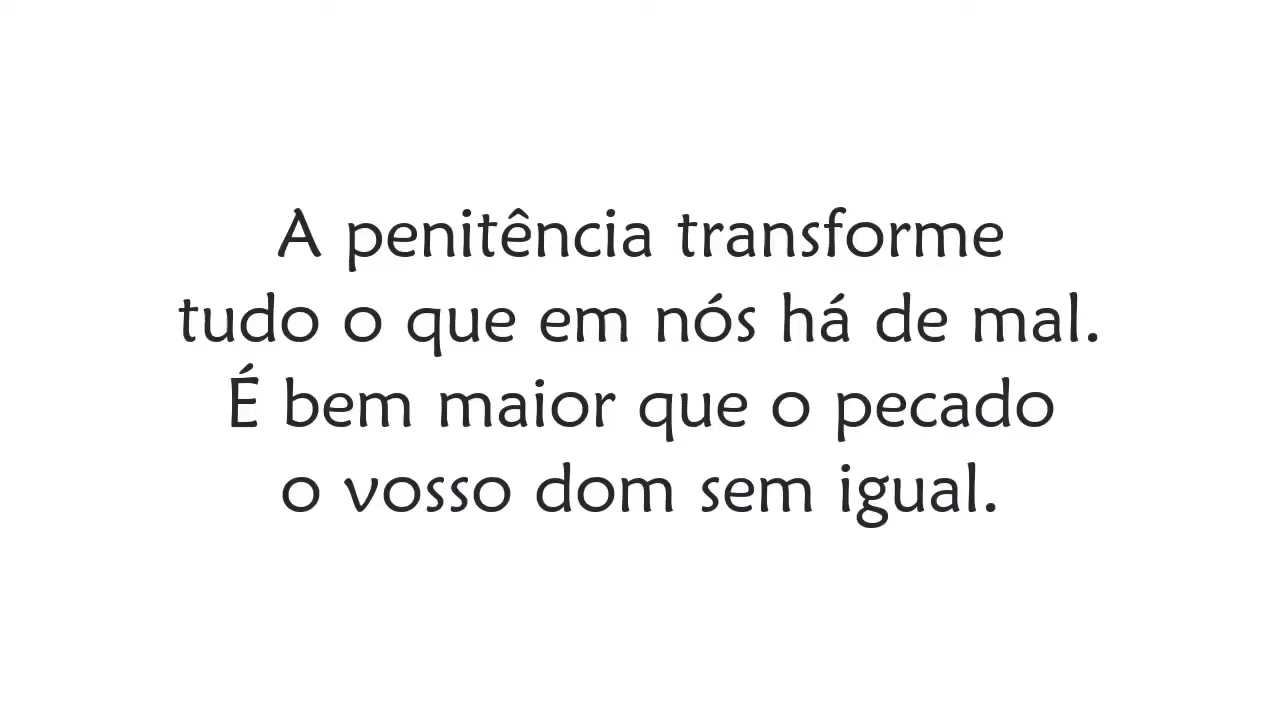 A penitência transforme
tudo o que em nós há de mal.
É bem maior que o pecado
o vosso dom sem igual.